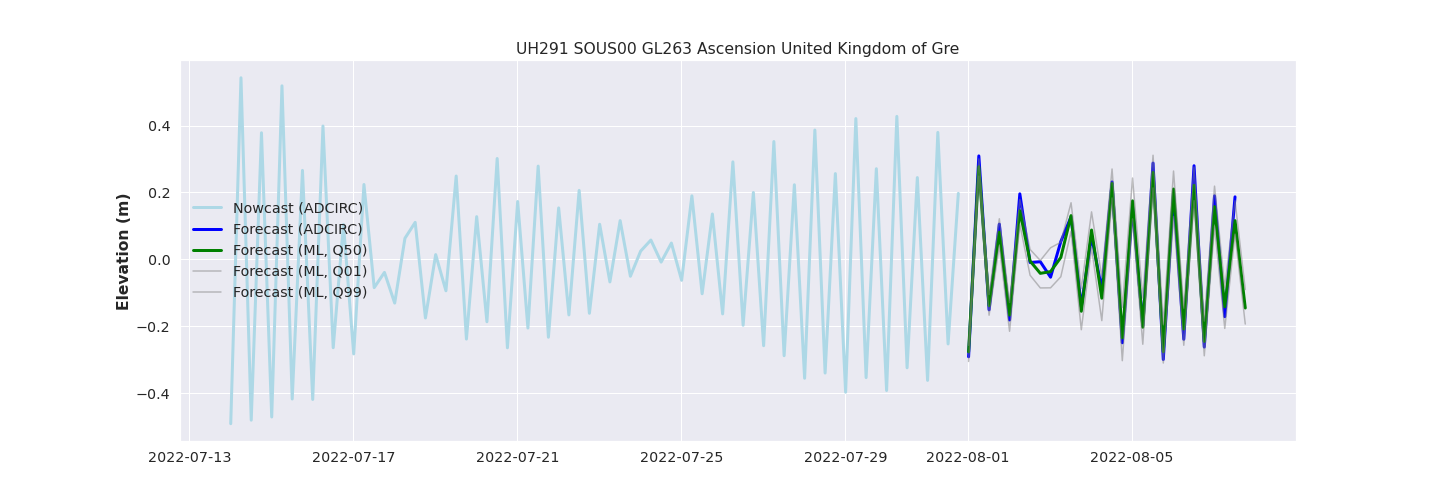 UH291 SOUS00 GL263 Ascension United Kingdom of Gre
Elevation (m)
0.4
0.2
0.0
−0.2
−0.4
Nowcast (ADCIRC)
Forecast (ADCIRC)
Forecast (ML, Q50)
Forecast (ML, Q01)
Forecast (ML, Q99)
2022-07-13 2022-07-17 2022-07-21 2022-07-25 2022-07-29 2022-08-01 2022-08-05